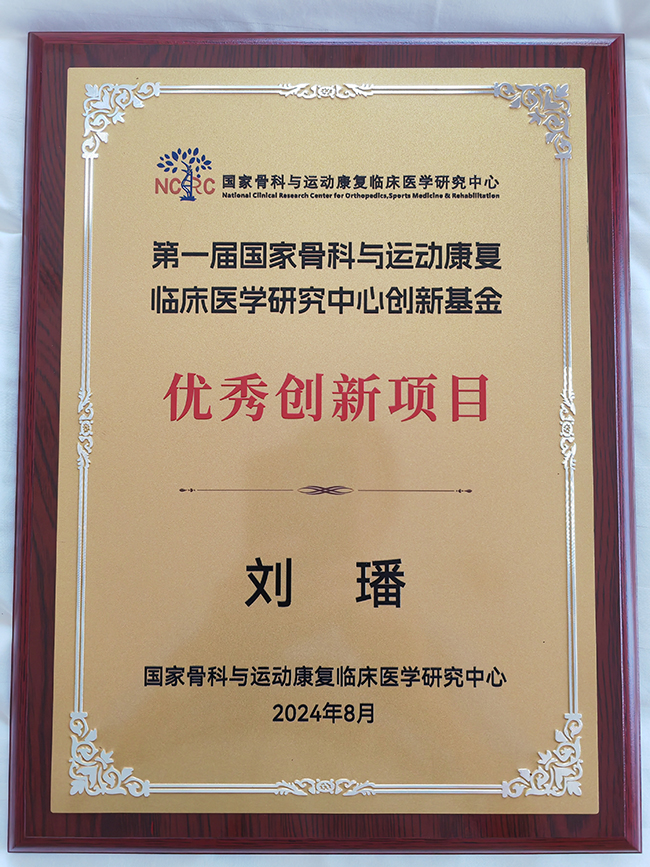 NCRC 国家骨科与运动康复临床医学研究中心
National Clinical Research Center for Orthopedics,Sports Medicine & Rehabilitation
第一届国家骨科与运动康复
临床医学研究中心创新基金
优秀创新项目
刘 璠
国家骨科与运动康复临床医学研究中心
2024年8月